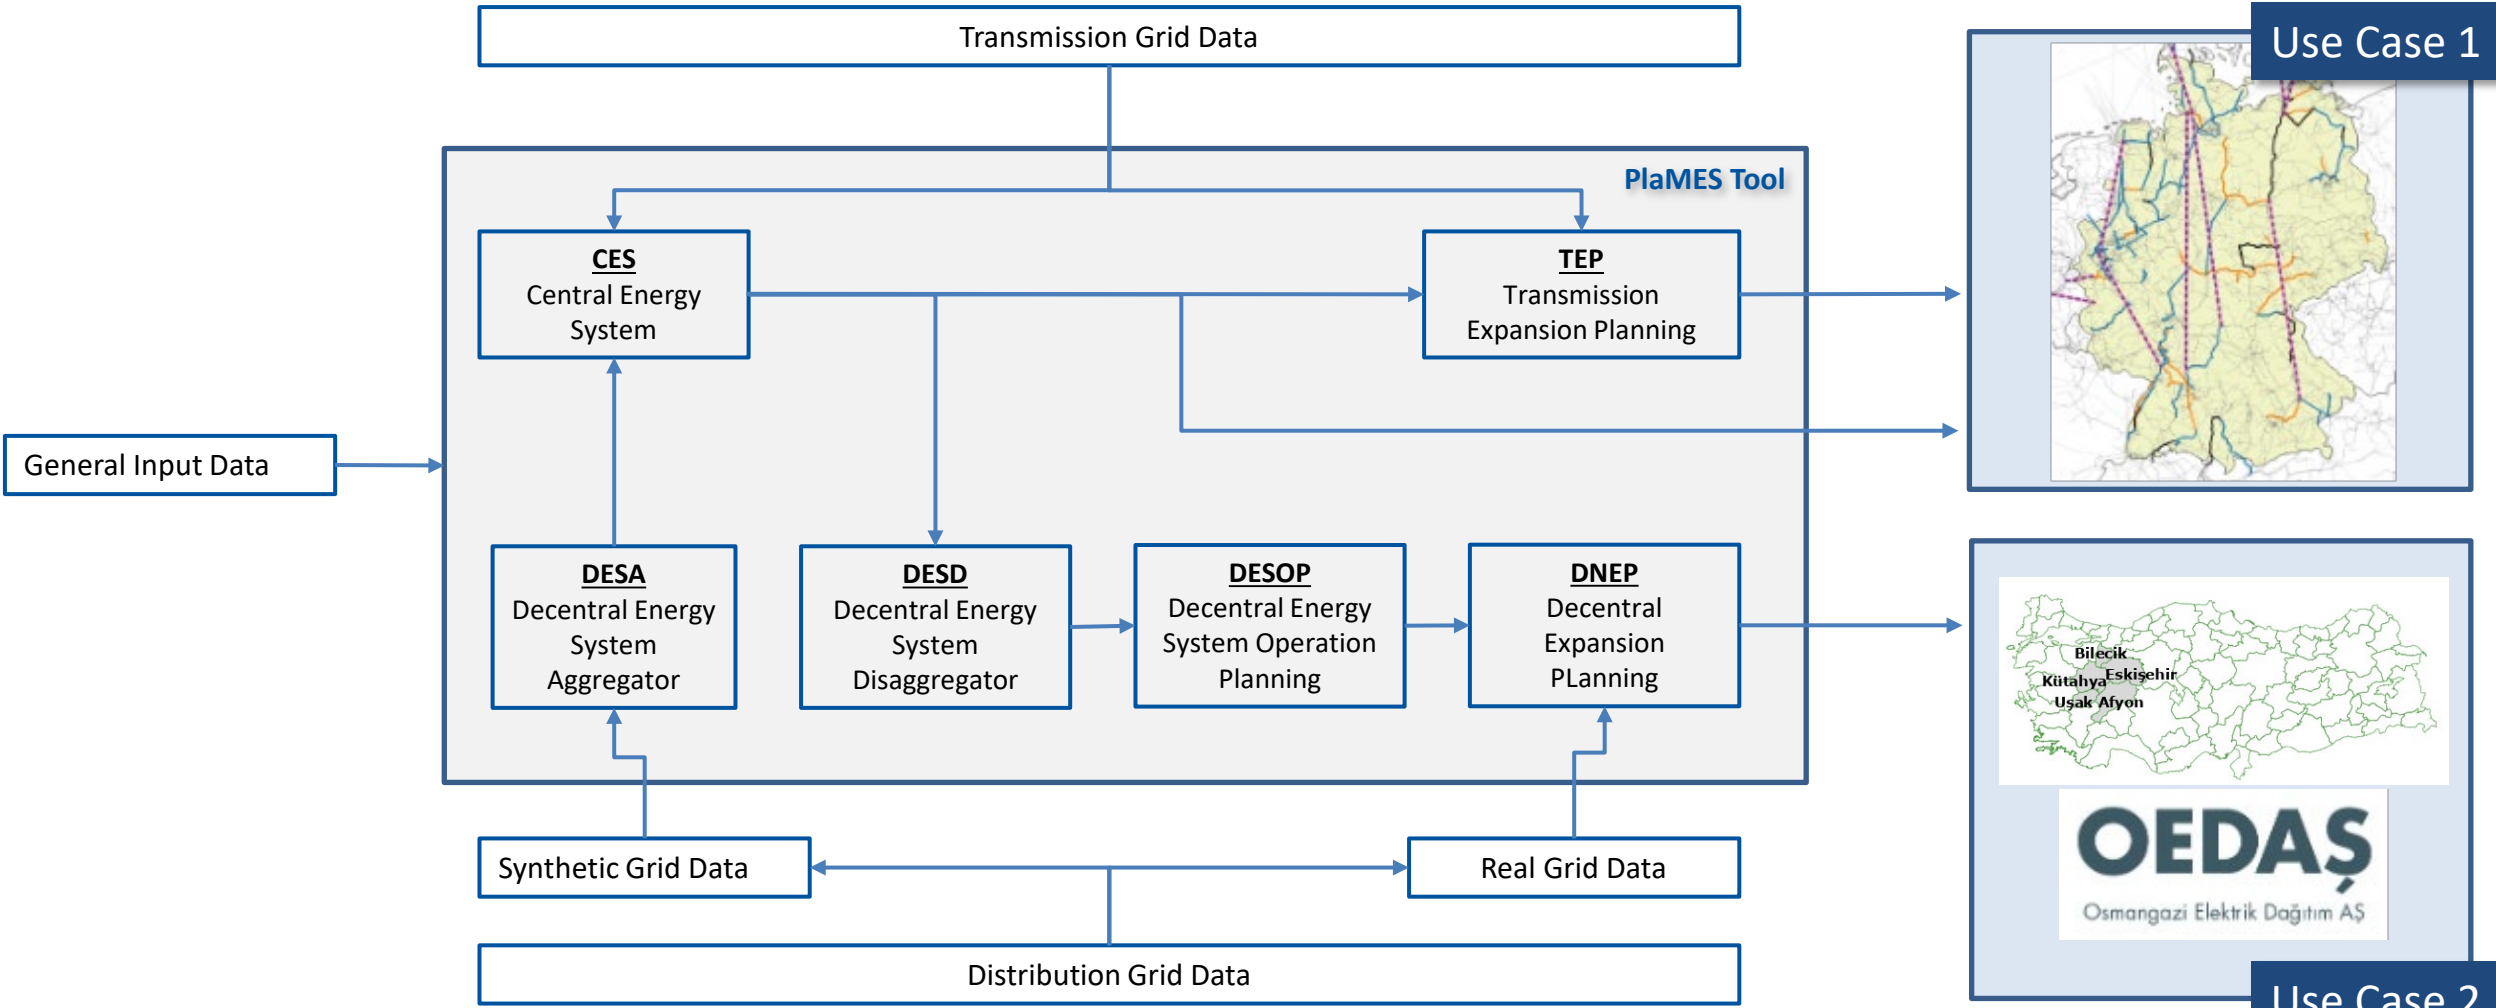 Transmission Grid Data
Use Case 1
PlaMES Tool
CES
Central Energy
System
TEP
Transmission
Expansion Planning
General Input Data
DESA
Decentral Energy
System
Aggregator
DESD
Decentral Energy
System
Disaggregator
DESOP
Decentral Energy
System Operation
Planning
DNEP
Decentral
Expansion
PLanning
Bilecik
Eskişehir
Kütahya
Uşak Afyon
Synthetic Grid Data
Real Grid Data
OEDAŞ
Osmangazi Elektrik Dağıtım AŞ
Distribution Grid Data
Use Case 2